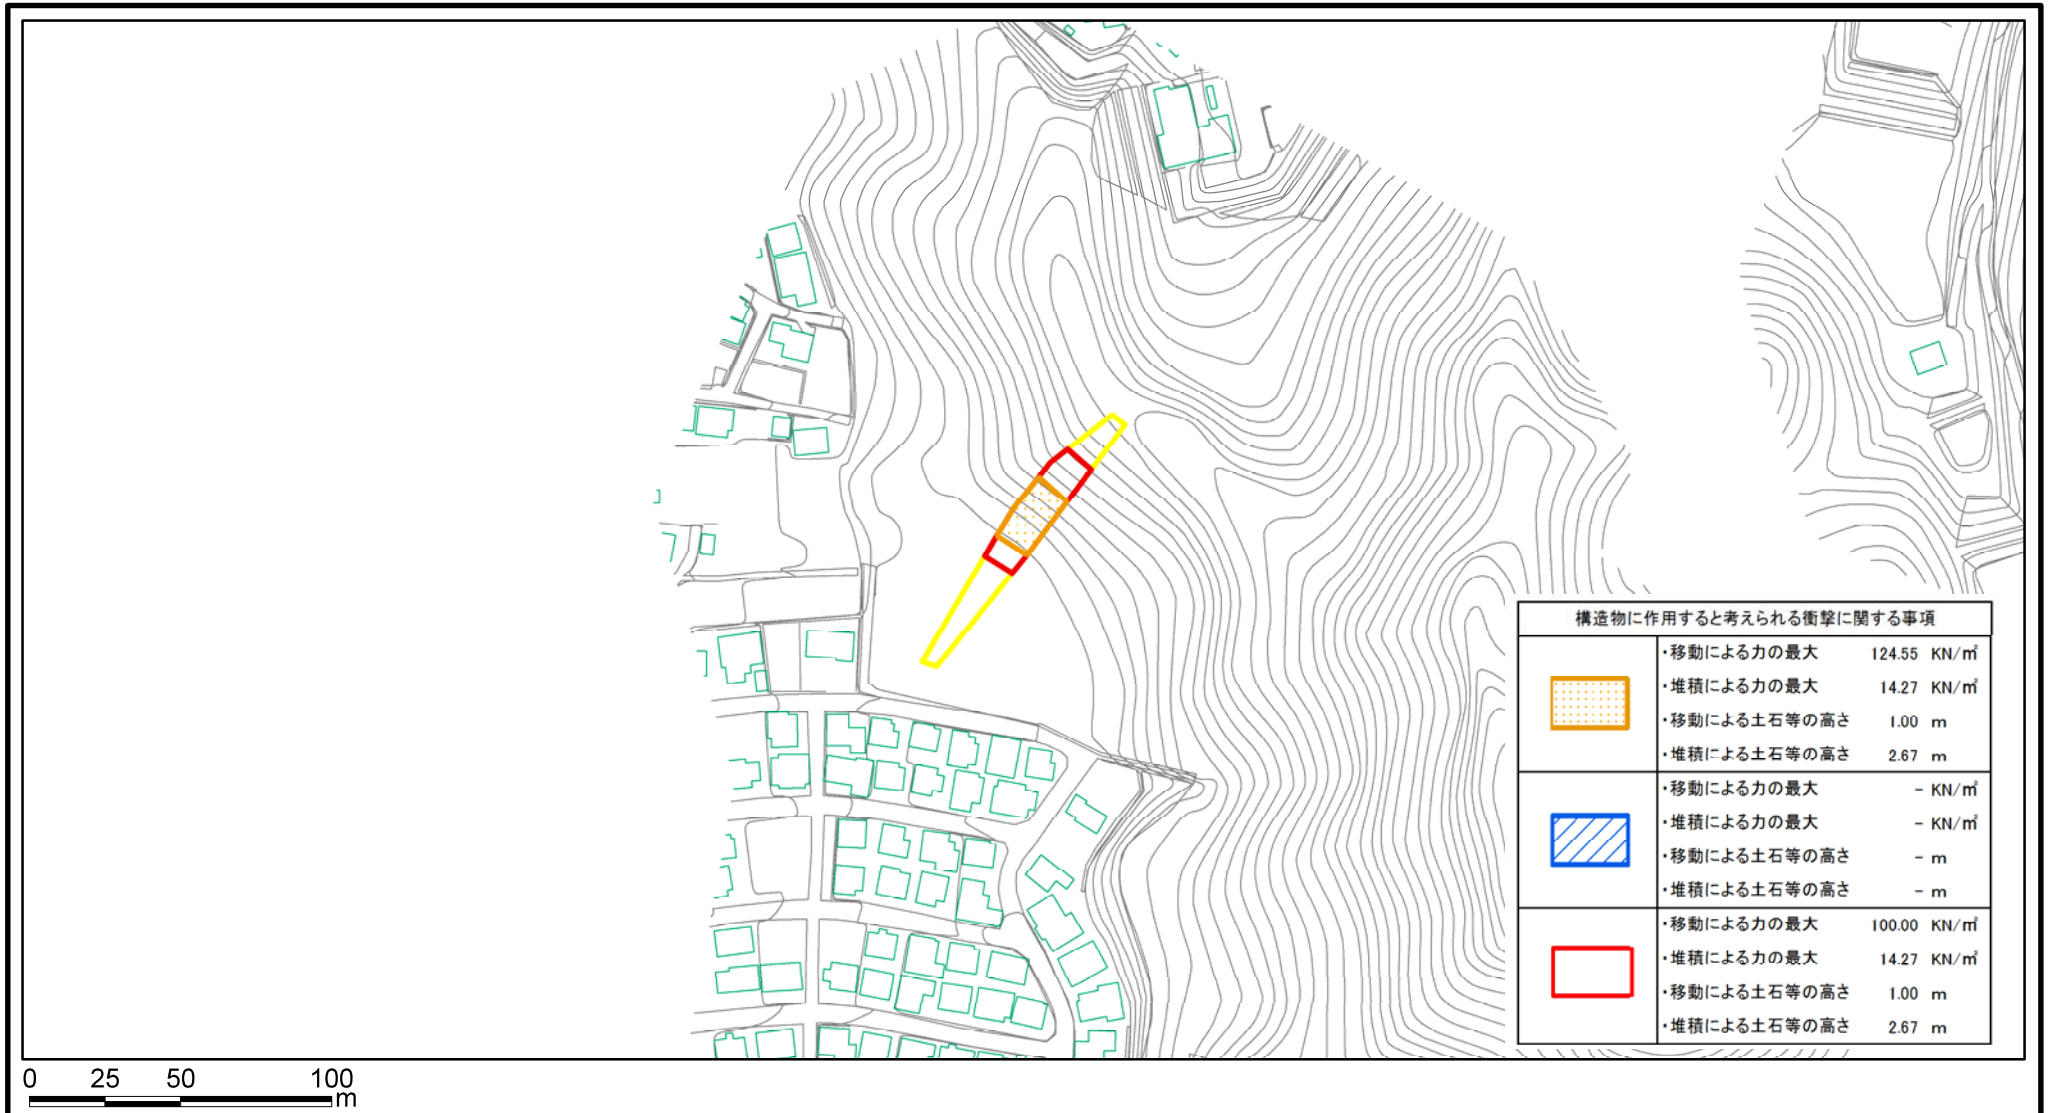 構造物に作用すると考えられる衝撃に関する事項
・移動による力の最大 124.55 KN/㎡
・堆積による力の最大 14.27 KN/㎡
・移動による土石等の高さ 1.00 m
・堆積による土石等の高さ 2.67 m
・移動による力の最大 - KN/㎡
・堆積による力の最大 - KN/㎡
・移動による土石等の高さ - m
・堆積による土石等の高さ - m
・移動による力の最大 100.00 KN/㎡
・堆積による力の最大 14.27 KN/㎡
・移動による土石等の高さ 1.00 m
・堆積による土石等の高さ 2.67 m
0 25 50 100
m